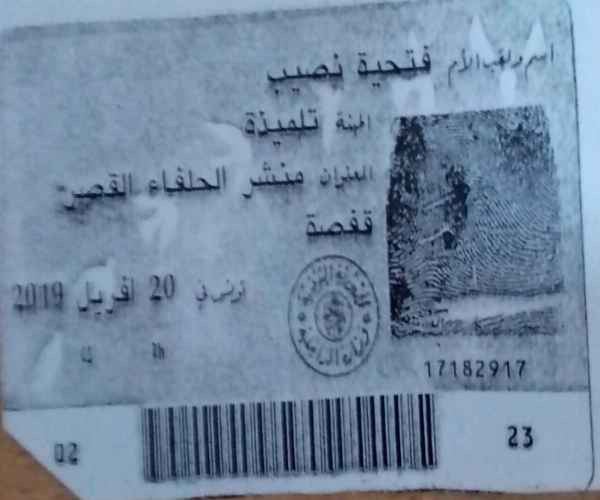 اسم ولقب الأم فتحية نصيب
المهنة تلميذة
العنوان منشر الحلفاء القصر
قفصة
تونس في 20 افريل 2019
17182917
02
23